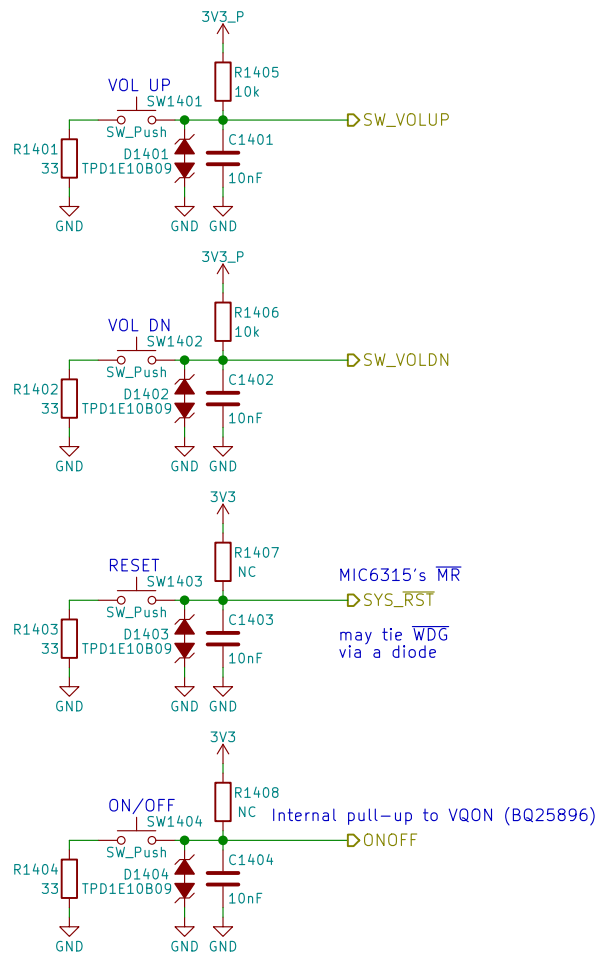 3V3_P
R1405
10k
VOL UP
SW1401
SW_Push
SW_VOLUP
R1401
33
D1401
TPD1E10B09
C1401
10nF
GND
GND
GND
3V3_P
R1406
10k
VOL DN
SW1402
SW_Push
SW_VOLDN
R1402
33
D1402
TPD1E10B09
C1402
10nF
GND
GND
GND
3V3
R1407
NC
RESET
SW1403
SW_Push
MIC6315's M̅R̅
SYS_R̅S̅T̅
may tie W̅D̅G̅
via a diode
R1403
33
D1403
TPD1E10B09
C1403
10nF
GND
GND
GND
3V3
R1408
NC
ON/OFF
SW1404
SW_Push
Internal pull-up to VQON (BQ25896)
ONOFF
R1404
33
D1404
TPD1E10B09
C1404
10nF
GND
GND
GND